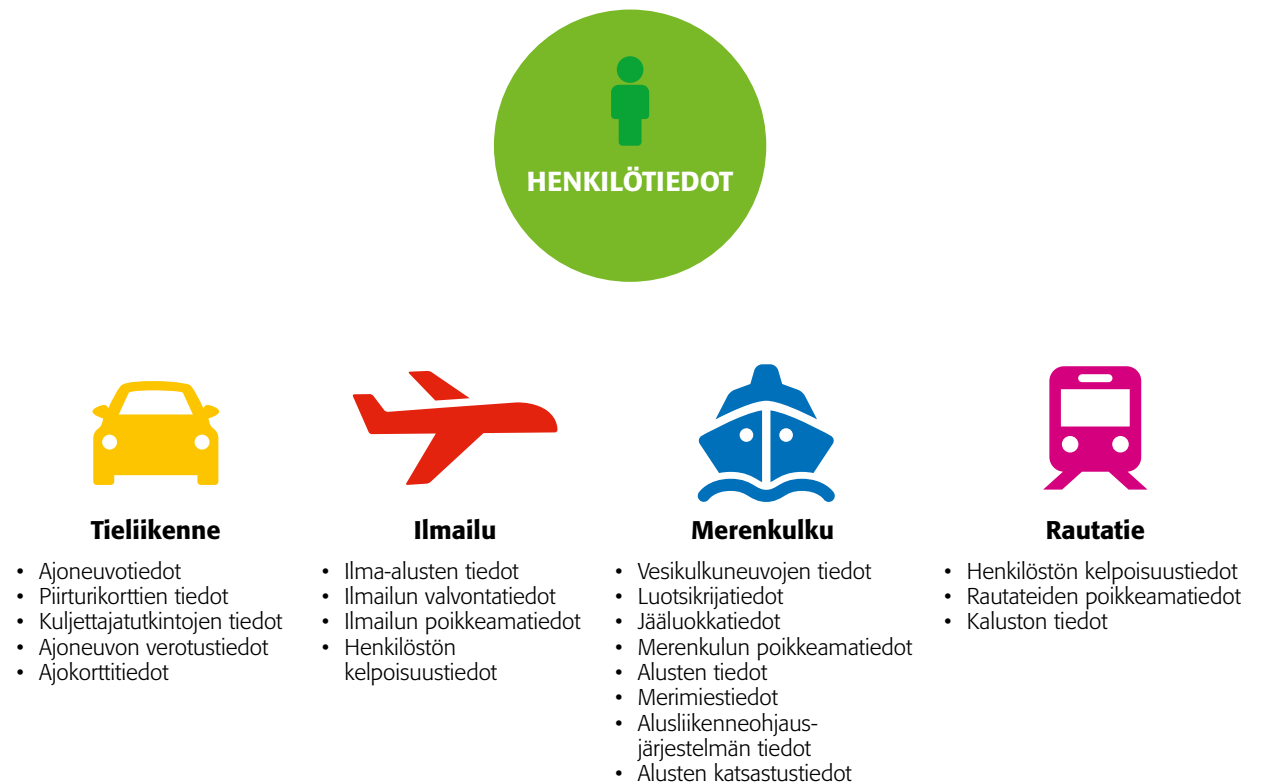 HENKILÖTIEDOT
Tieliikenne
• Ajoneuvotiedot
• Piirturikorttien tiedot
• Kuljettajatutkintojen tiedot
• Ajoneuvon verotustiedot
• Ajokorttitiedot
Ilmailu
• Ilma-alusten tiedot
• Ilmailun valvontatiedot
• Ilmailun poikkeamatiedot
• Henkilöstön
kelpoisuustiedot
Merenkulku
• Vesikulkuneuvojen tiedot
• Luotsikrijatiedot
• Jääluokkatiedot
• Merenkulun poikkeamatiedot
• Alusten tiedot
• Merimiestiedot
• Alusliikenneohjaus-
järjestelmän tiedot
• Alusten katsastustiedot
Rautatie
• Henkilöstön kelpoisuustiedot
• Rautateiden poikkeamatiedot
• Kaluston tiedot